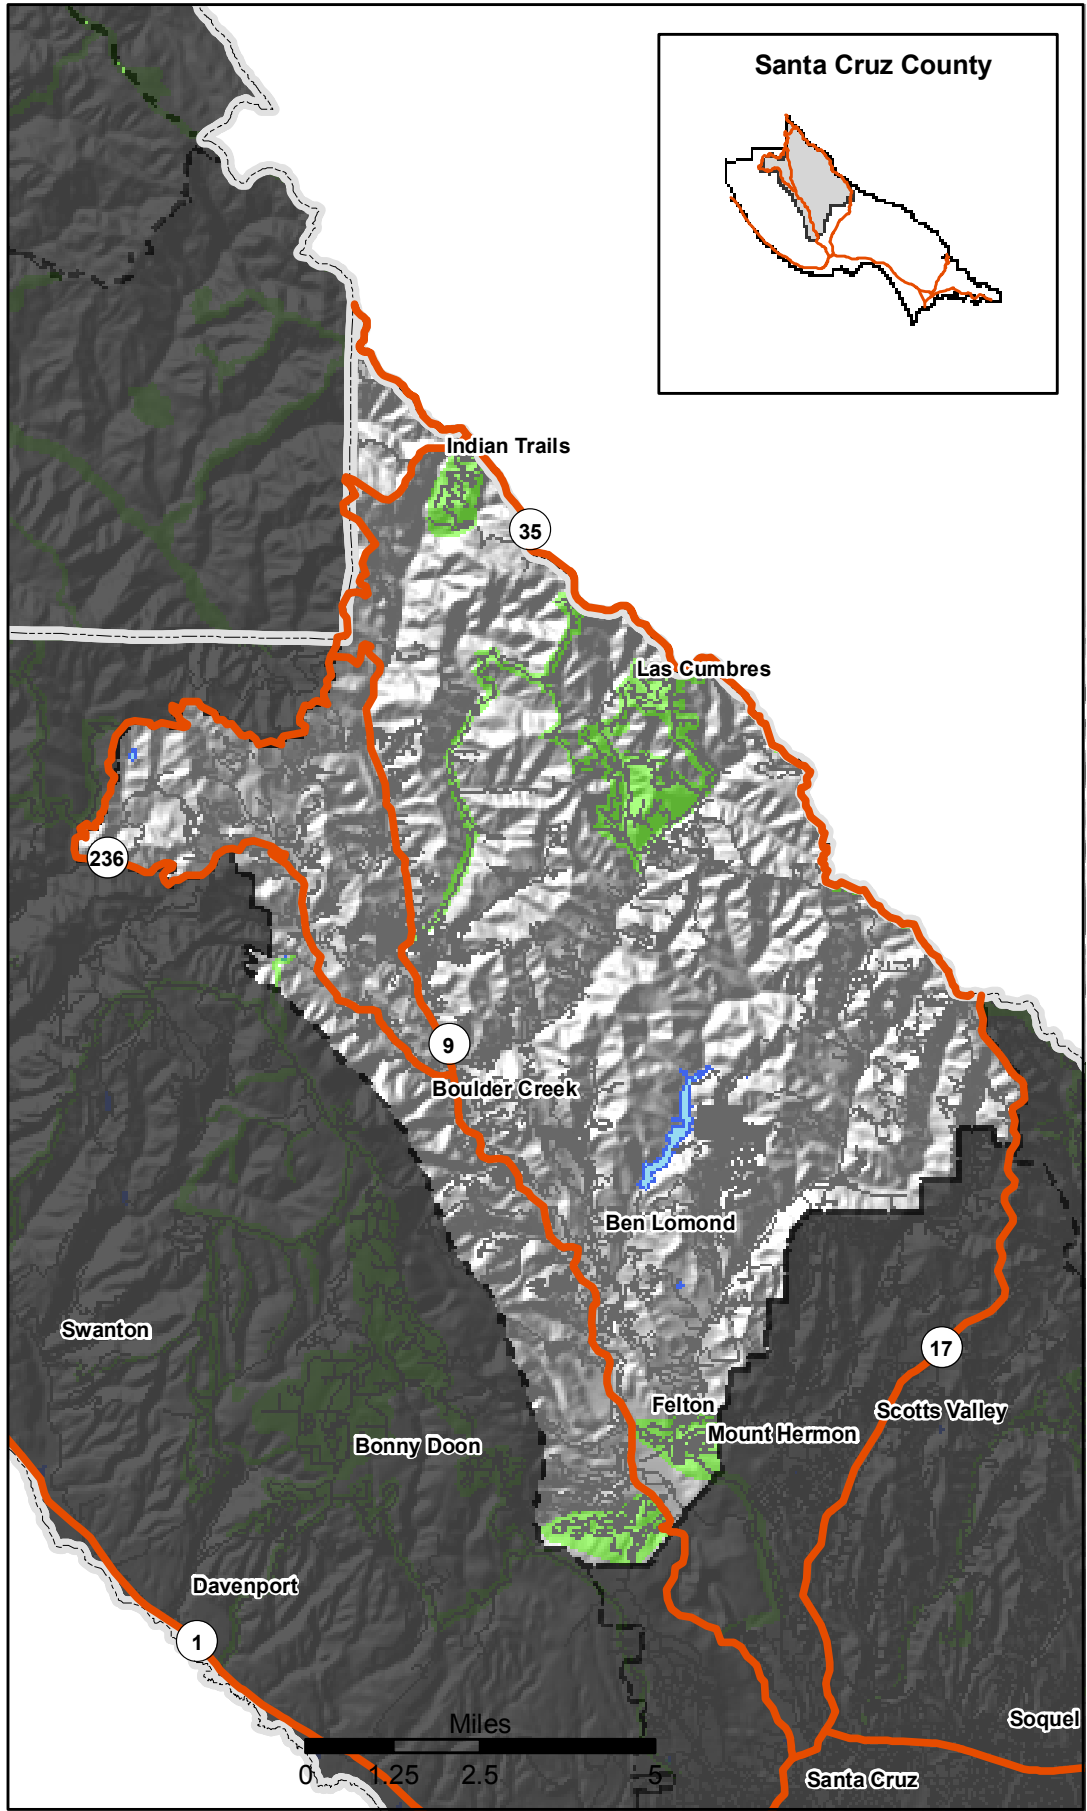 Santa Cruz County
Indian Trails
35
Las Cumbres
236
9
Boulder Creek
Ben Lomond
Swanton
17
Felton
Scotts Valley
Mount Hermon
Bonny Doon
Davenport
1
Soquel
Miles
0 1.25 2.5 5
Santa Cruz